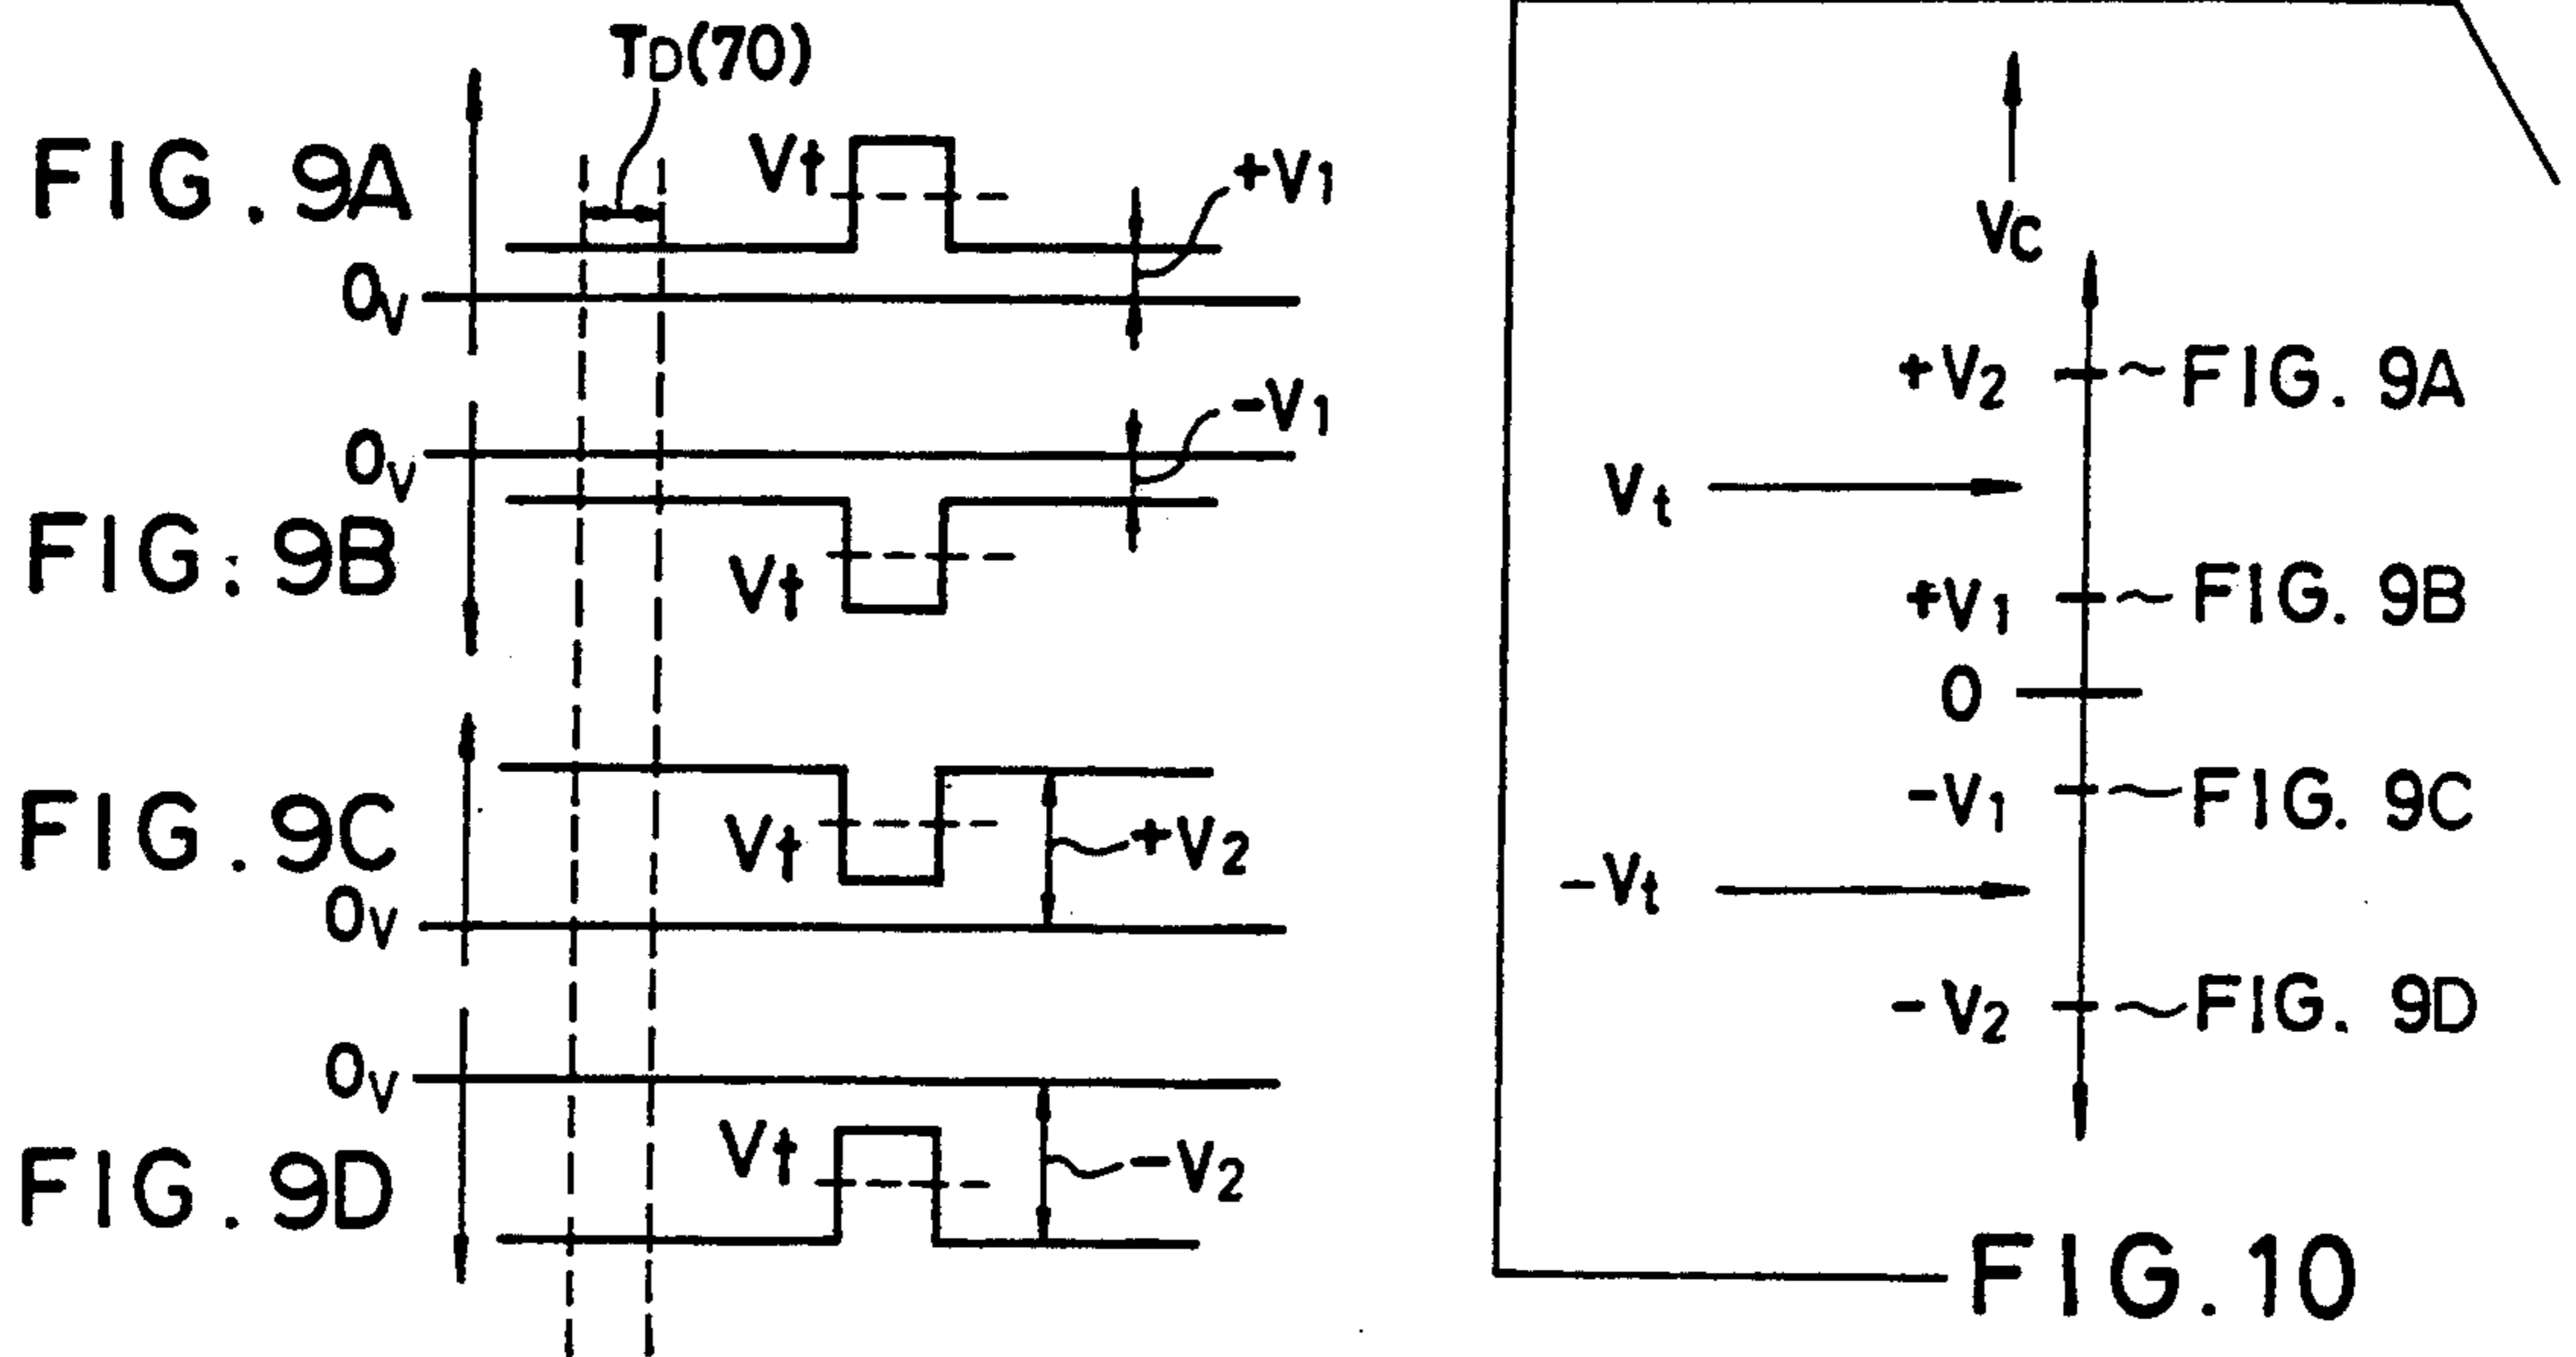 TD(70)
FIG. 9A
Vt
+V1
0V
0V
-V1
FIG. 9B
Vt
FIG. 9C
Vt
+V2
0V
0V
FIG. 9D
Vt
-V2
VC
+V2
FIG. 9A
Vt
+V1
FIG. 9B
0
-V1
FIG. 9C
-Vt
-V2
FIG. 9D
FIG. 10